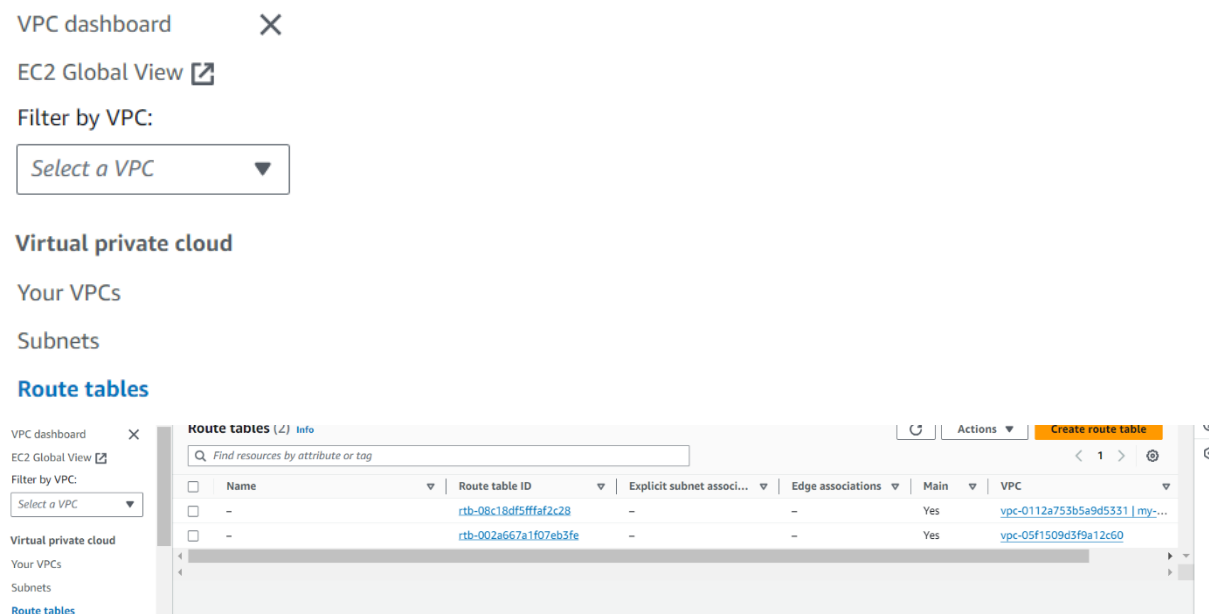 VPC dashboard
EC2 Global View
Filter by VPC:
Select a VPC
Virtual private cloud
Your VPCs
Subnets
Route tables
VPC dashboard
EC2 Global View
Filter by VPC:
Select a VPC
Virtual private cloud
Your VPCs
Subnets
Route tables
Route tables (2) Info
Actions
Create route table
Find resources by attribute or tag
1
Name Route table ID Explicit subnet associ... Edge associations Main VPC
– rtb-08c18df5fffaf2c28 – – Yes vpc-0112a753b5a9d5331 | my-...
– rtb-002a667a1f07eb3fe – – Yes vpc-05f1509d3f9a12c60